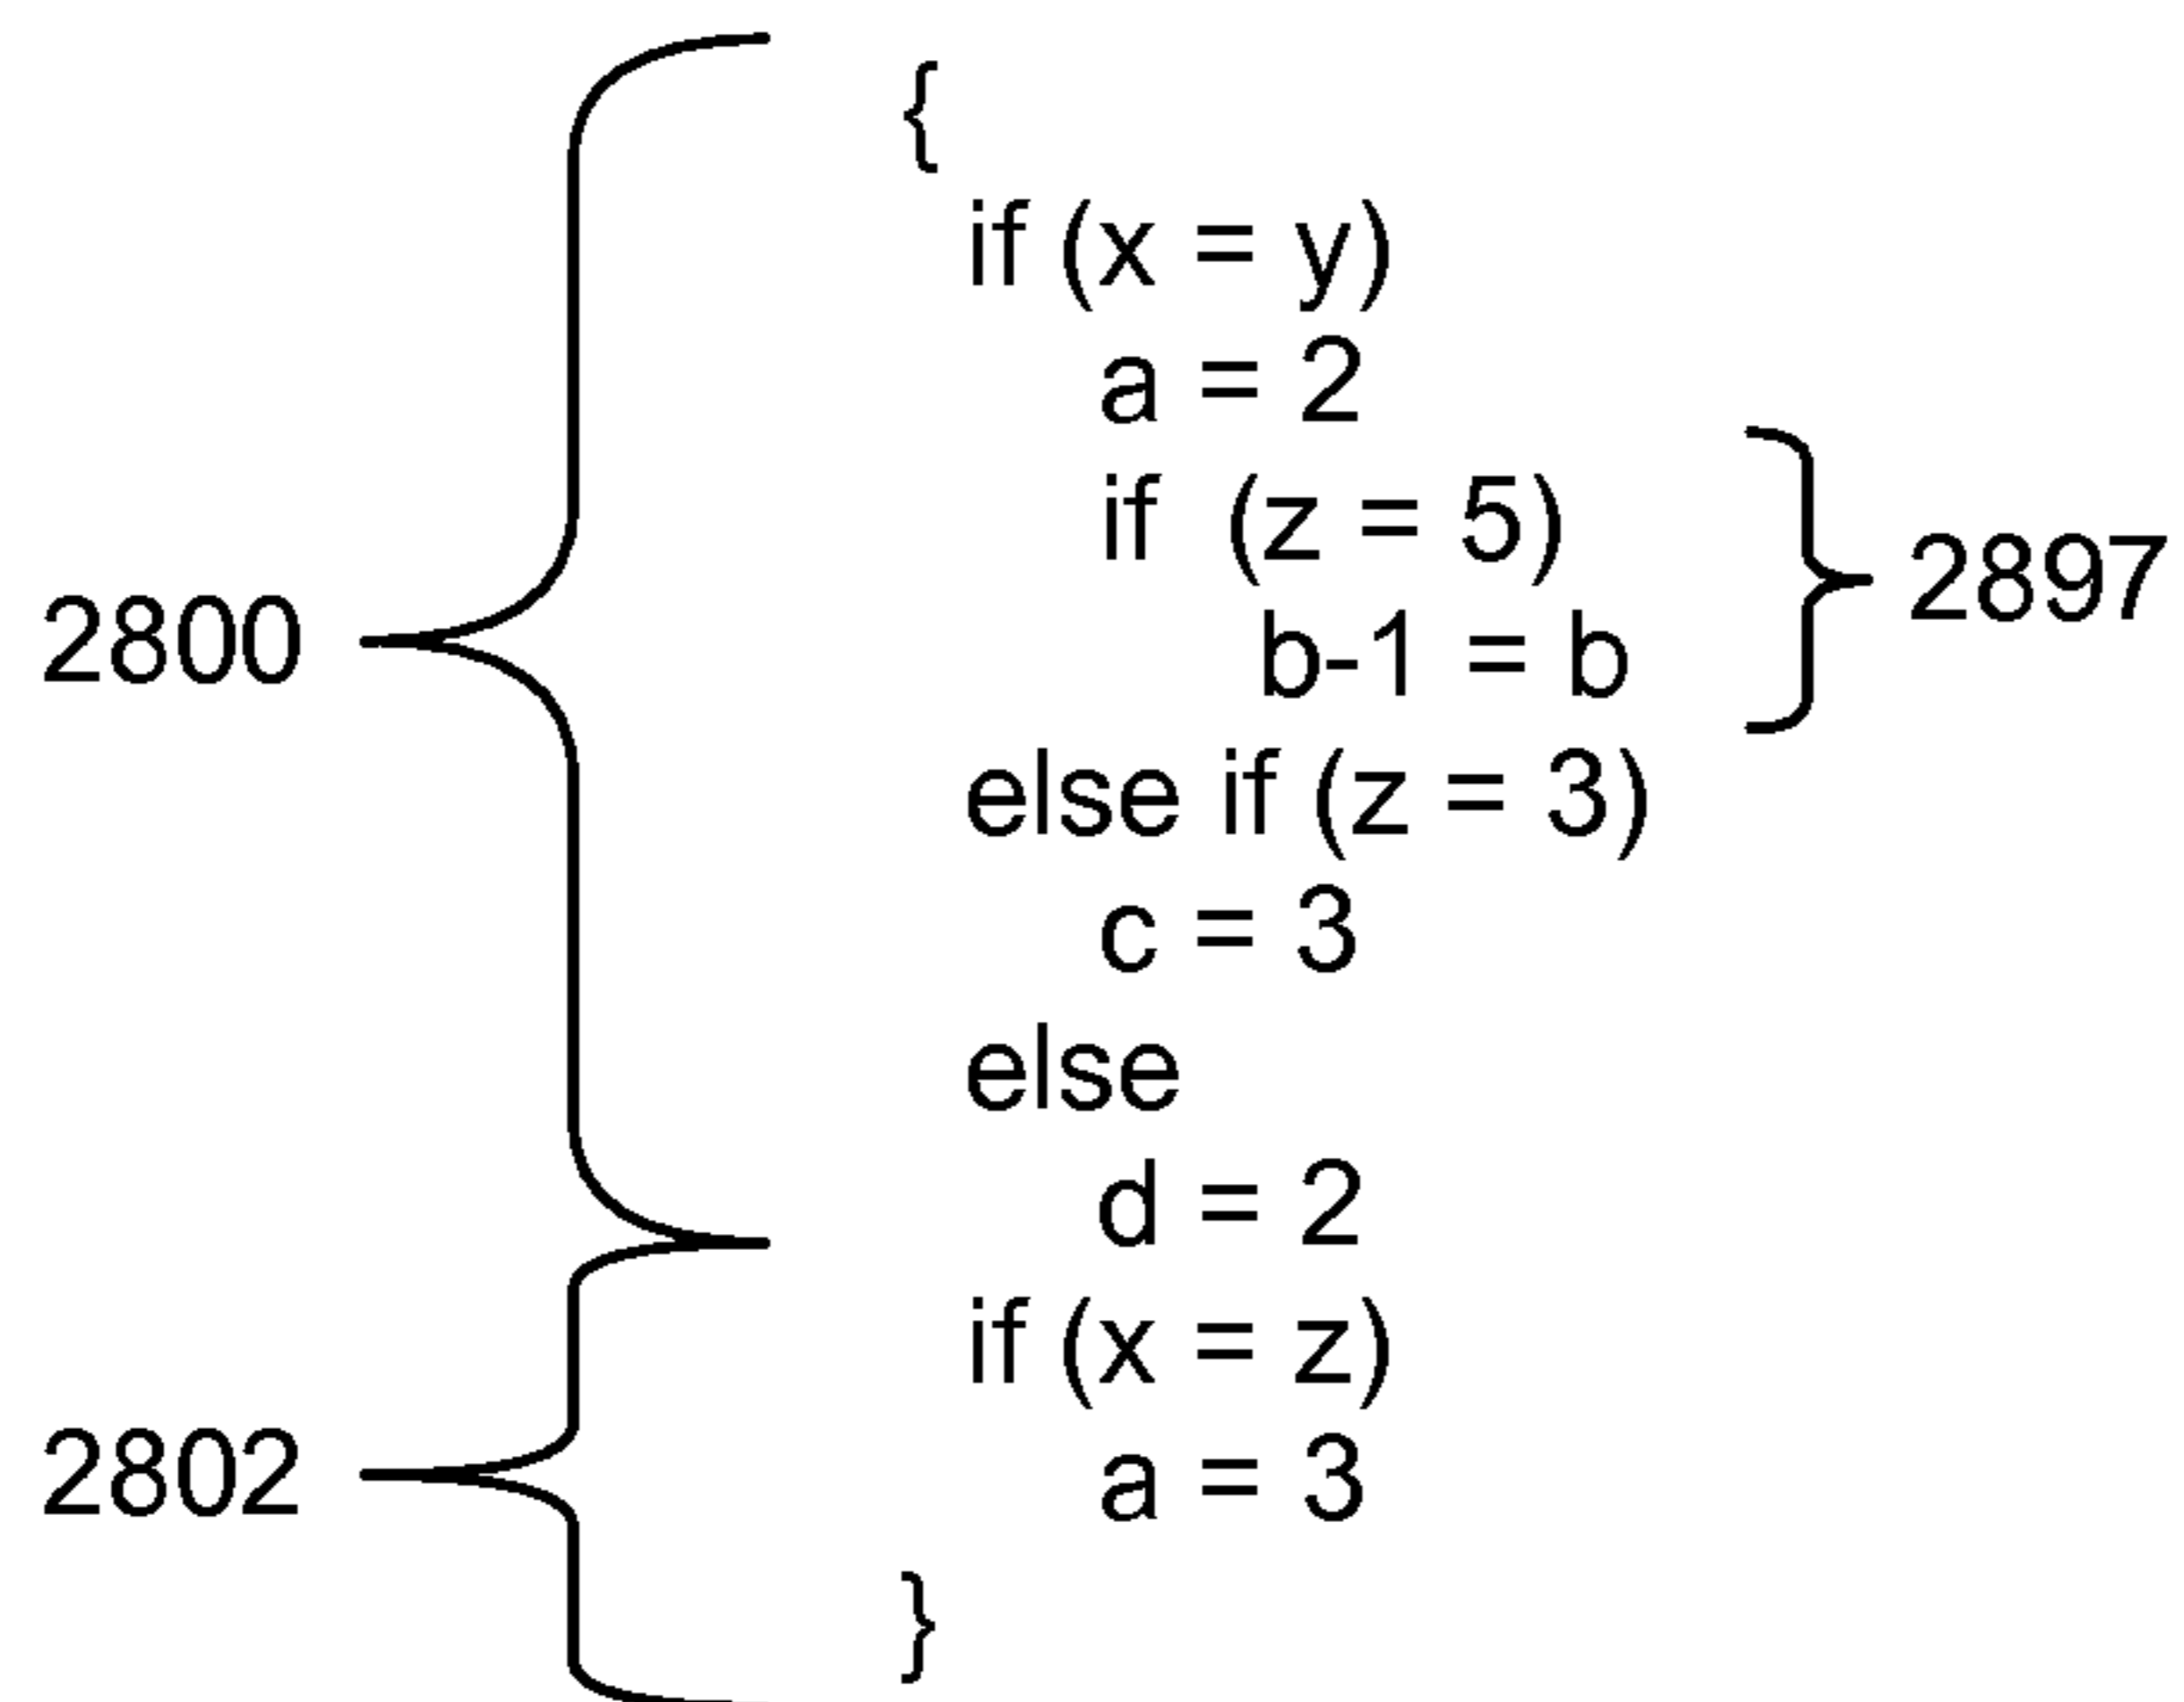 {
if (x = y)
a = 2
if (z = 5)
2897
b-1 = b
2800
else if (z = 3)
c = 3
else
d = 2
if (x = z)
2802
a = 3
}